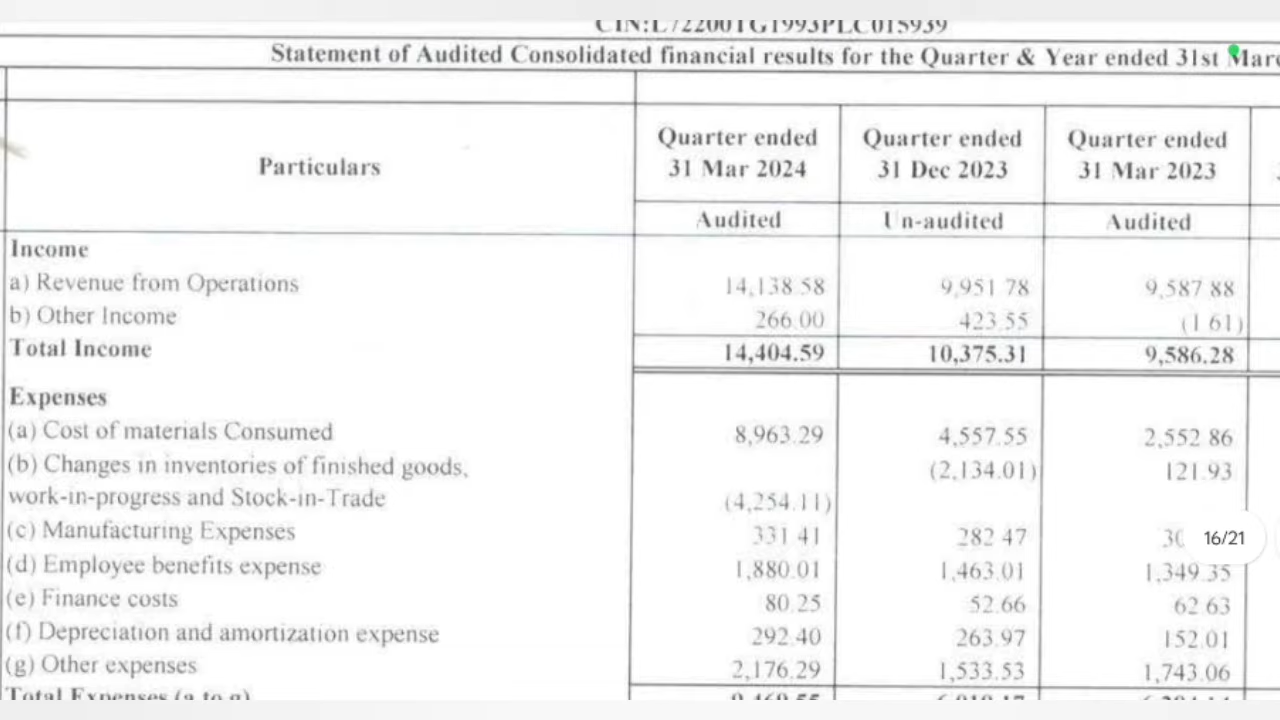 CIN:L72200TG1993PLC015939
Statement of Audited Consolidated financial results for the Quarter & Year ended 31st
Particulars Quarter ended 31 Mar 2024 Quarter ended 31 Dec 2023 Quarter ended 31 Mar 2023
Audited Un-audited Audited
Income
a) Revenue from Operations 14,138.58 9,951 78 9,587 88
b) Other Income 266.00 423.55 (1 61)
Total Income 14,404.59 10,375.31 9,586.28
Expenses
(a) Cost of materials Consumed 8,963.29 4,557.55 2,552 86
(b) Changes in inventories of finished goods, (2,134.01) 121.93
work-in-progress and Stock-in-Trade (4,254.11)
(c) Manufacturing Expenses 331 41 282 47
16/21
(d) Employee benefits expense 1,880.01 1,463.01 1,349.35
(e) Finance costs 80.25 52.66 62 63
(f) Depreciation and amortization expense 292.40 263.97 152.01
(g) Other expenses 2,176.29 1,533.53 1,743.06
Total Expenses (a to g)